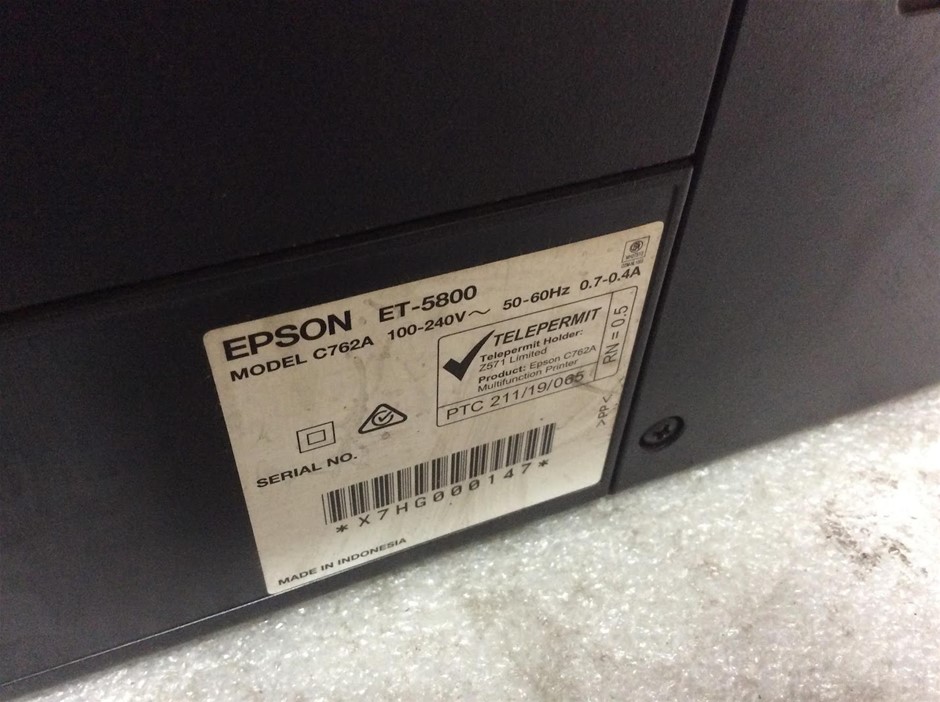 EPSON ET-5800
MODEL C762A 100-240V~ 50-60Hz 0.7-0.4A
TELEPERMIT
Telepermit Holder:
Z571 Limited
Product: Epson C762A
Multifunction Printer
PTC 211/19/065
RN = 0.5
>PP<
SERIAL NO.
*X7HG000147*
MADE IN INDONESIA